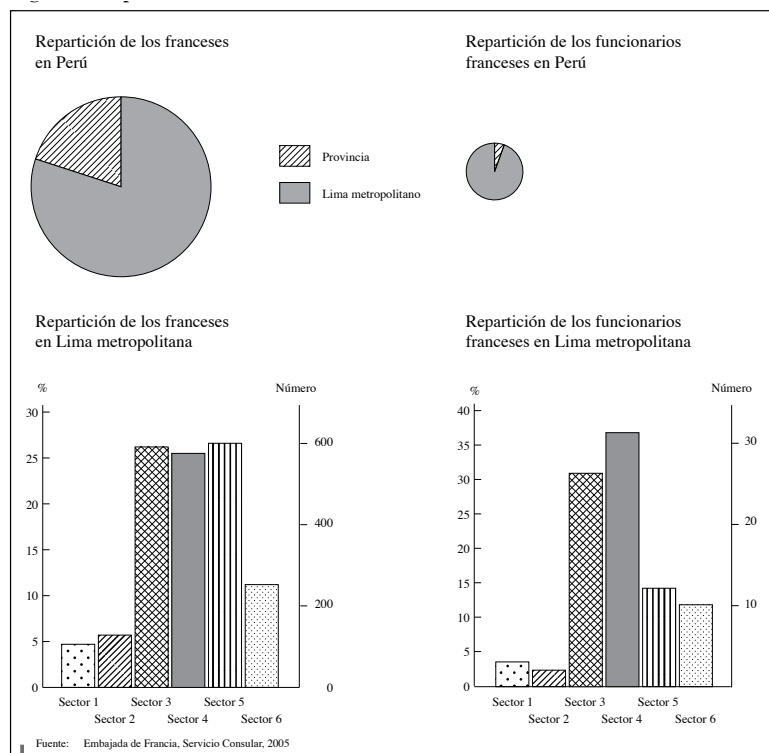 Repartición de los franceses
en Perú
Repartición de los funcionarios
franceses en Perú
Provincia
Lima metropolitano
Repartición de los franceses
en Lima metropolitana
% Número
30
25
20
15
10
5
0
600
400
200
0
Sector 1 Sector 3 Sector 5
Sector 2 Sector 4 Sector 6
Repartición de los funcionarios
franceses en Lima metropolitana
% Número
40
35
30
25
20
15
10
5
0
30
20
10
Sector 1 Sector 3 Sector 5
Sector 2 Sector 4 Sector 6
Fuente: Embajada de Francia, Servicio Consular, 2005